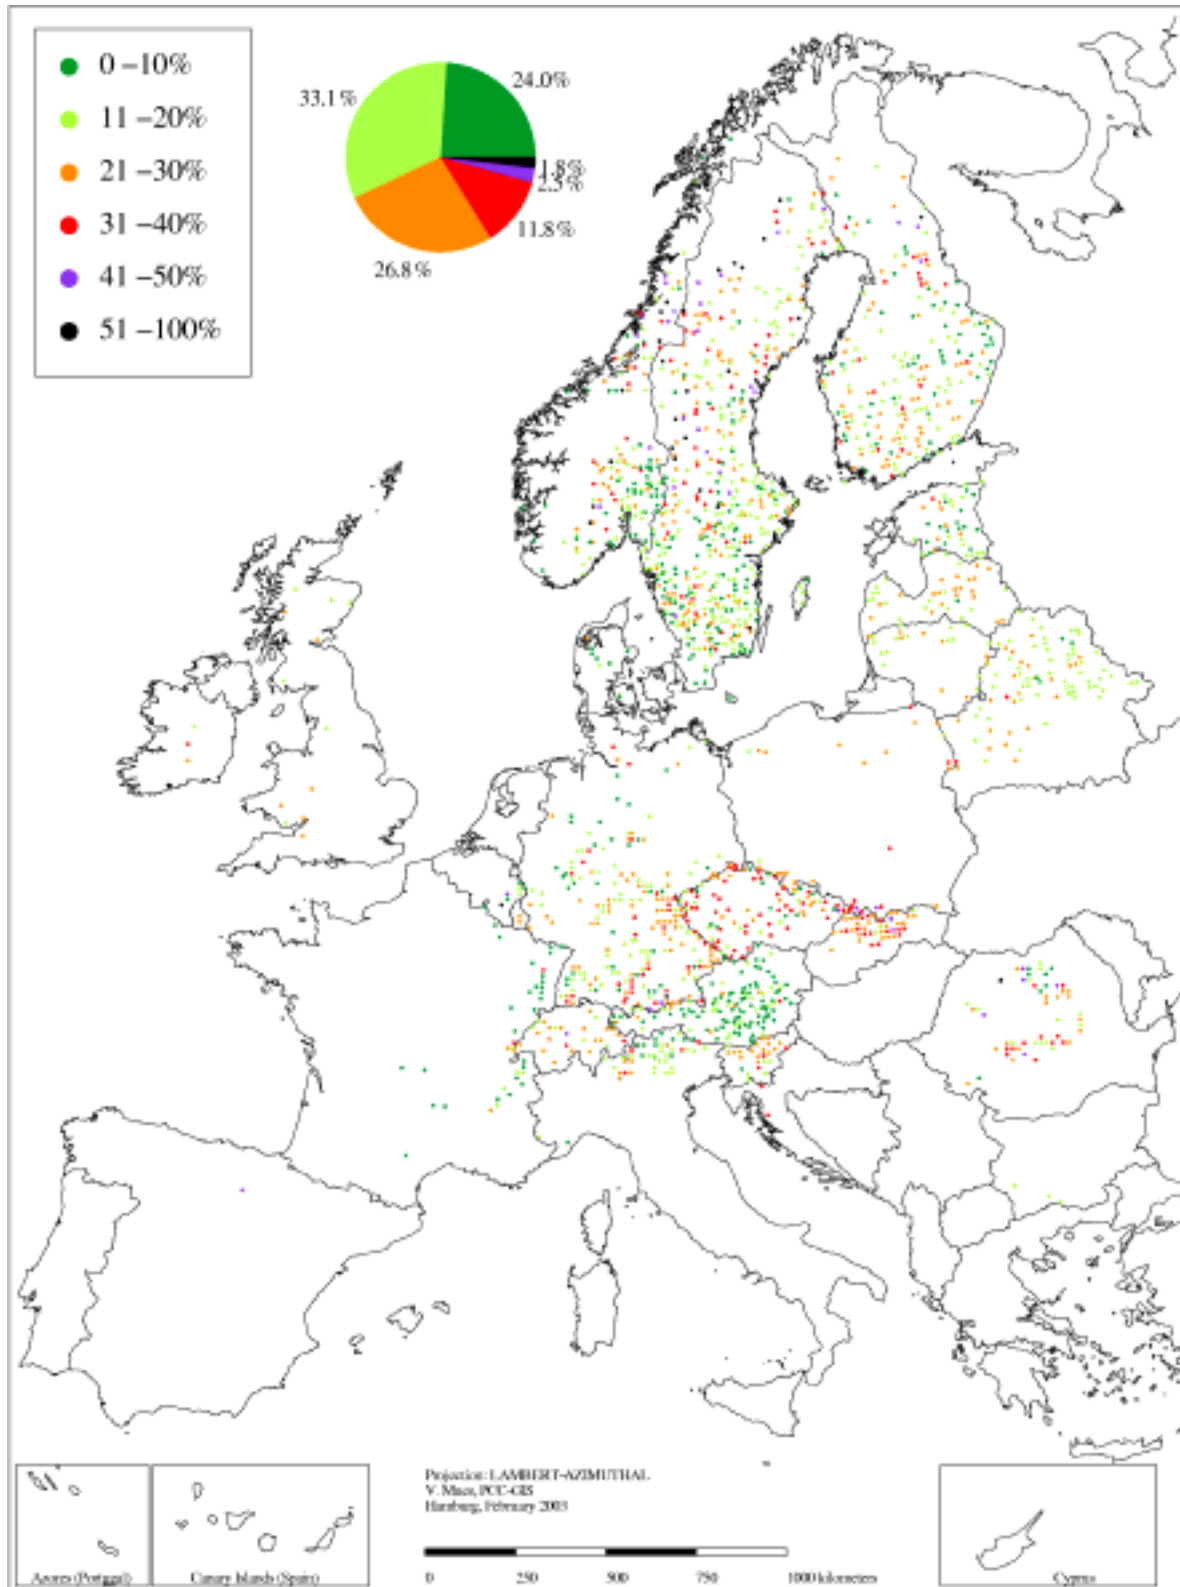 0 –10%
11 –20%
21 –30%
31 –40%
41 –50%
51 –100%
33.1 %
24.0%
1.8%
2.5%
11.8 %
26.8 %
Projection: LAMBERT-AZIMUTHAL
PCC-GIS
Hamburg, February 2003
Azores (Portugal)
Canary Islands (Spain)
0 250 500 750 1000 kilometers
Cyprus